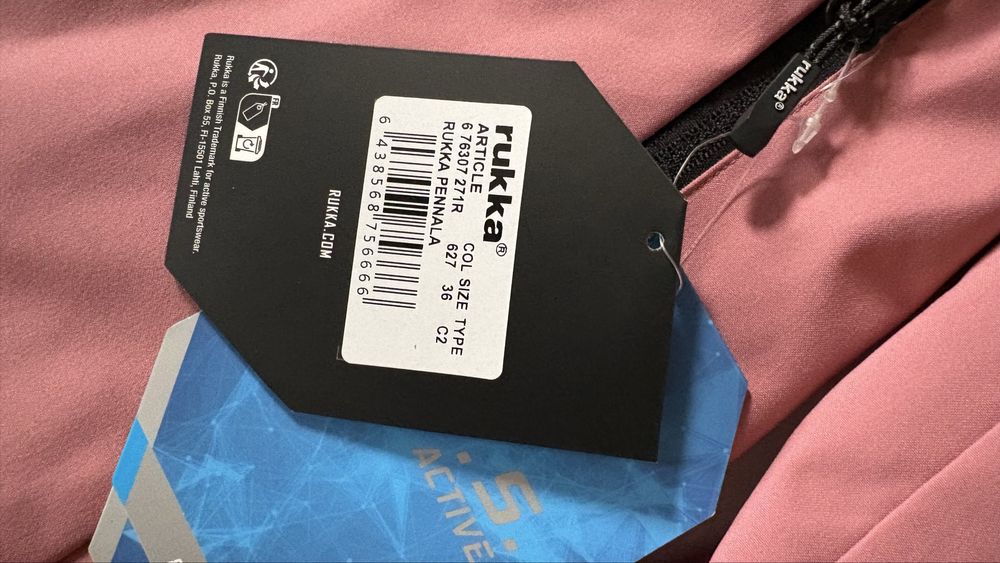 rukka®
ARTICLE COL SIZE TYPE
6 76307 271R 627 36 C2
RUKKA PENNALA
6 438568 756666
RUKKA.COM
FR
Rukka is a Finnish Trademark for active sportswear.
Rukka, P.O. Box 55, FI-15501 Lahti, Finland
rukka®
S
ACTIVE